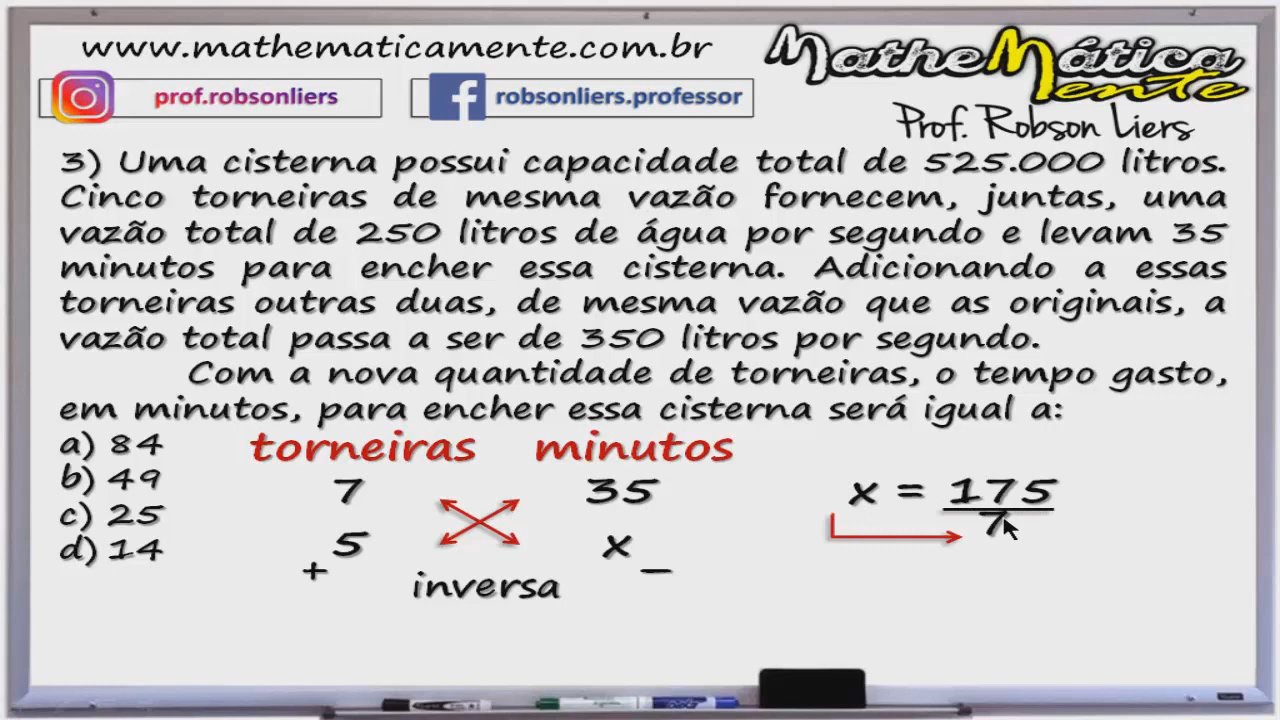 www.mathematicamente.com.br
MatheMática
Mente
prof.robsonliers
robsonliers.professor
Prof. Robson Liers
3) Uma cisterna possui capacidade total de 525.000 litros.
Cinco torneiras de mesma vazão fornecem, juntas, uma
vazão total de 250 litros de água por segundo e levam 35
minutos para encher essa cisterna. Adicionando a essas
torneiras outras duas, de mesma vazão que as originais, a
vazão total passa a ser de 350 litros por segundo.
Com a nova quantidade de torneiras, o tempo gasto,
em minutos, para encher essa cisterna será igual a:
a) 84
b) 49
c) 25
d) 14
torneiras minutos
7 35
5 x
+ −
inversa
x = 175
7